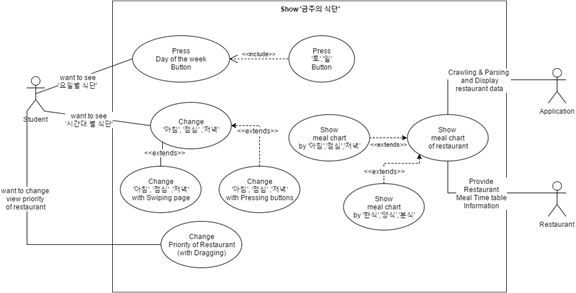 Show '금주의 식단'
Press
Day of the week
Button
<<include>>
Press
'토','일'
Button
want to see
'요일별 식단'
Student
want to see
'시간대 별 식단'
Change
'아침','점심','저녁'
<<extends>>
<<extends>>
Change
'아침','점심','저녁'
with Swiping page
Change
'아침','점심','저녁'
with Pressing buttons
Show
meal chart
by '아침','점심','저녁'
<<extends>>
Show
meal chart
of restaurant
<<extends>>
Show
meal chart
by '한식','양식','분식'
Crawling & Parsing
and Display
restaurant data
Application
Provide
Restaurant
Meal Time table
Information
Restaurant
want to change
view priority
of restaurant
Change
Priority of Restaurant
(with Dragging)